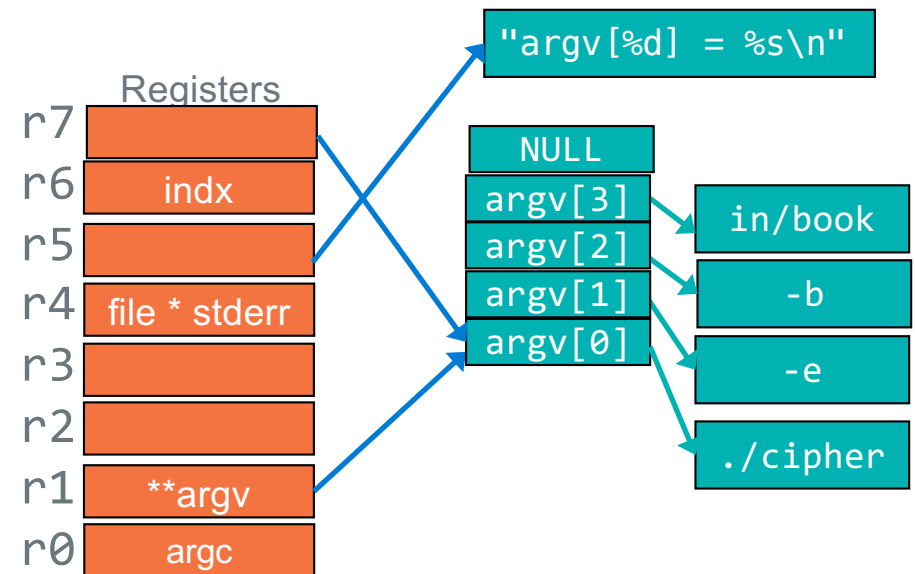 "argv[%d] = %s\n"
Registers
r7
r6 indx
r5
r4 file * stderr
r3
r2
r1 **argv
r0 argc
NULL
argv[3]
argv[2]
argv[1]
argv[0]
in/book
-b
-e
./cipher